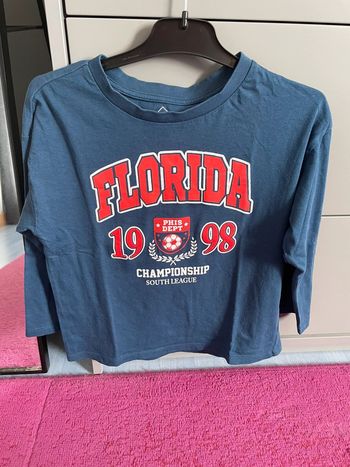 FLORIDA
PHIS
DEPT
19 98
CHAMPIONSHIP
SOUTH LEAGUE